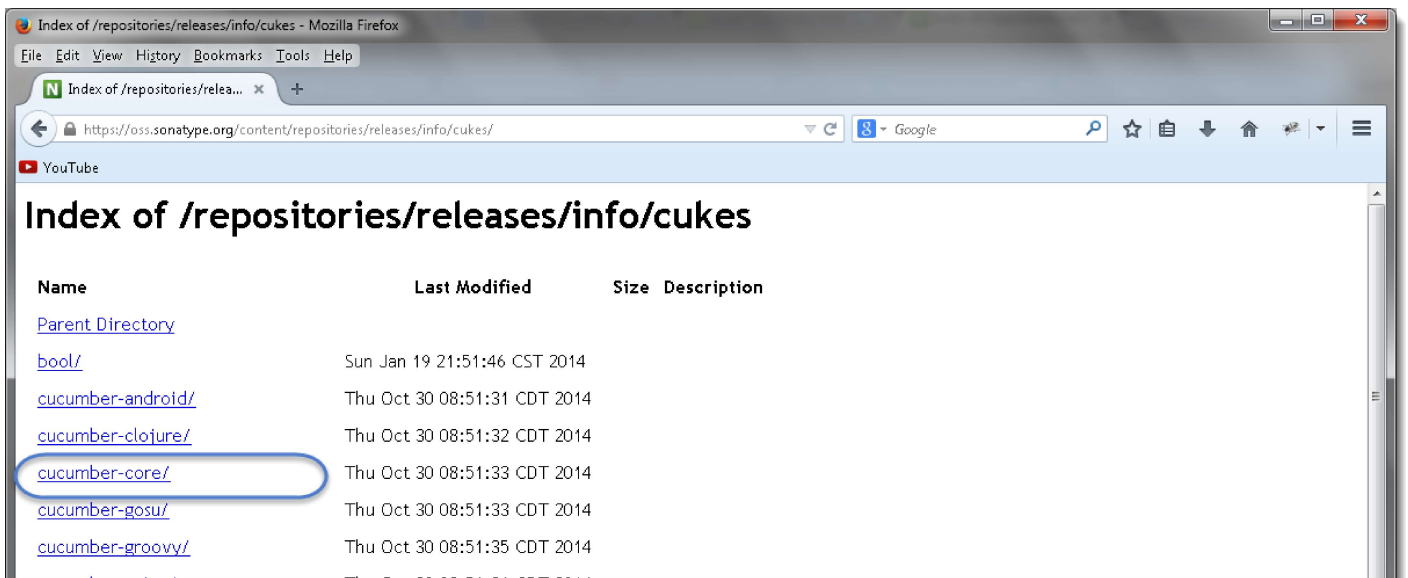 Index of /repositories/releases/info/cukes - Mozilla Firefox
File Edit View History Bookmarks Tools Help
N Index of /repositories/relea... × +
https://oss.sonatype.org/content/repositories/releases/info/cukes/ 8 Google
YouTube
Index of /repositories/releases/info/cukes
Name Last Modified Size Description
Parent Directory
bool/ Sun Jan 19 21:51:46 CST 2014
cucumber-android/ Thu Oct 30 08:51:31 CDT 2014
cucumber-clojure/ Thu Oct 30 08:51:32 CDT 2014
cucumber-core/ Thu Oct 30 08:51:33 CDT 2014
cucumber-gosu/ Thu Oct 30 08:51:33 CDT 2014
cucumber-groovy/ Thu Oct 30 08:51:35 CDT 2014